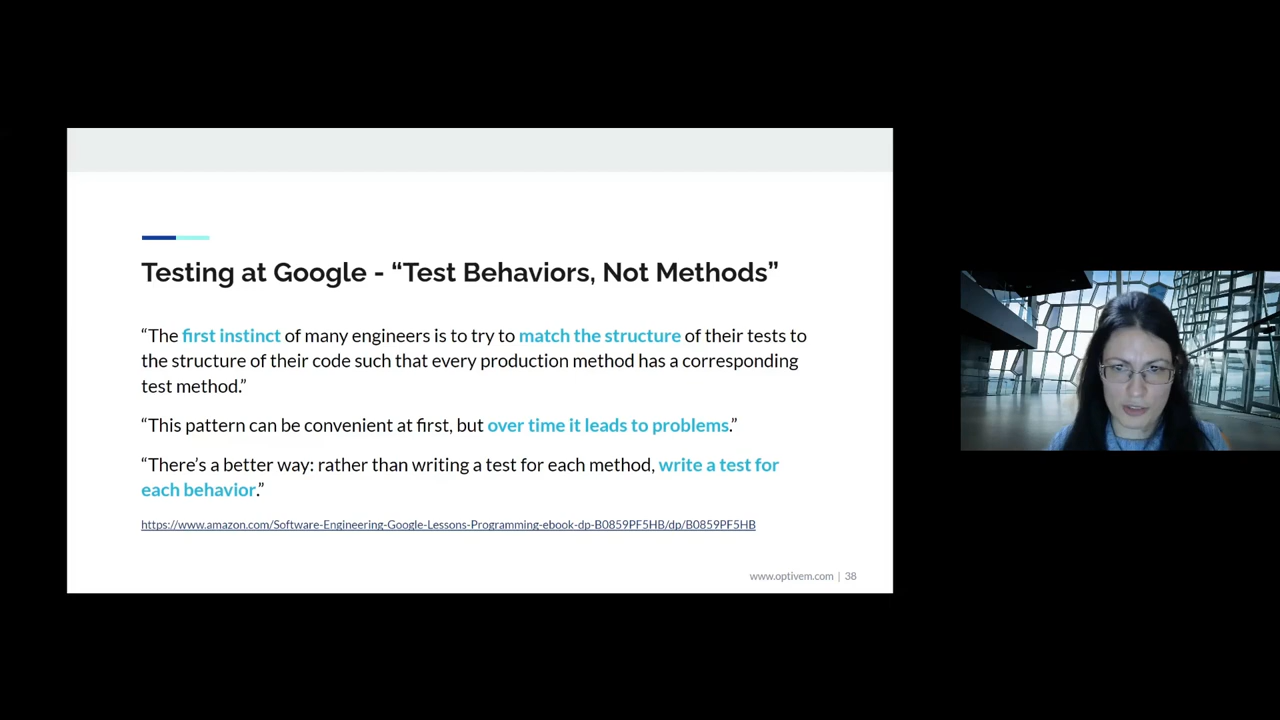 Testing at Google - “Test Behaviors, Not Methods”
“The first instinct of many engineers is to try to match the structure of their tests to
the structure of their code such that every production method has a corresponding
test method.”
“This pattern can be convenient at first, but over time it leads to problems.”
“There’s a better way: rather than writing a test for each method, write a test for
each behavior.”
https://www.amazon.com/Software-Engineering-Google-Lessons-Programming-ebook-dp-B0859PF5HB/dp/B0859PF5HB
www.optivem.com | 38